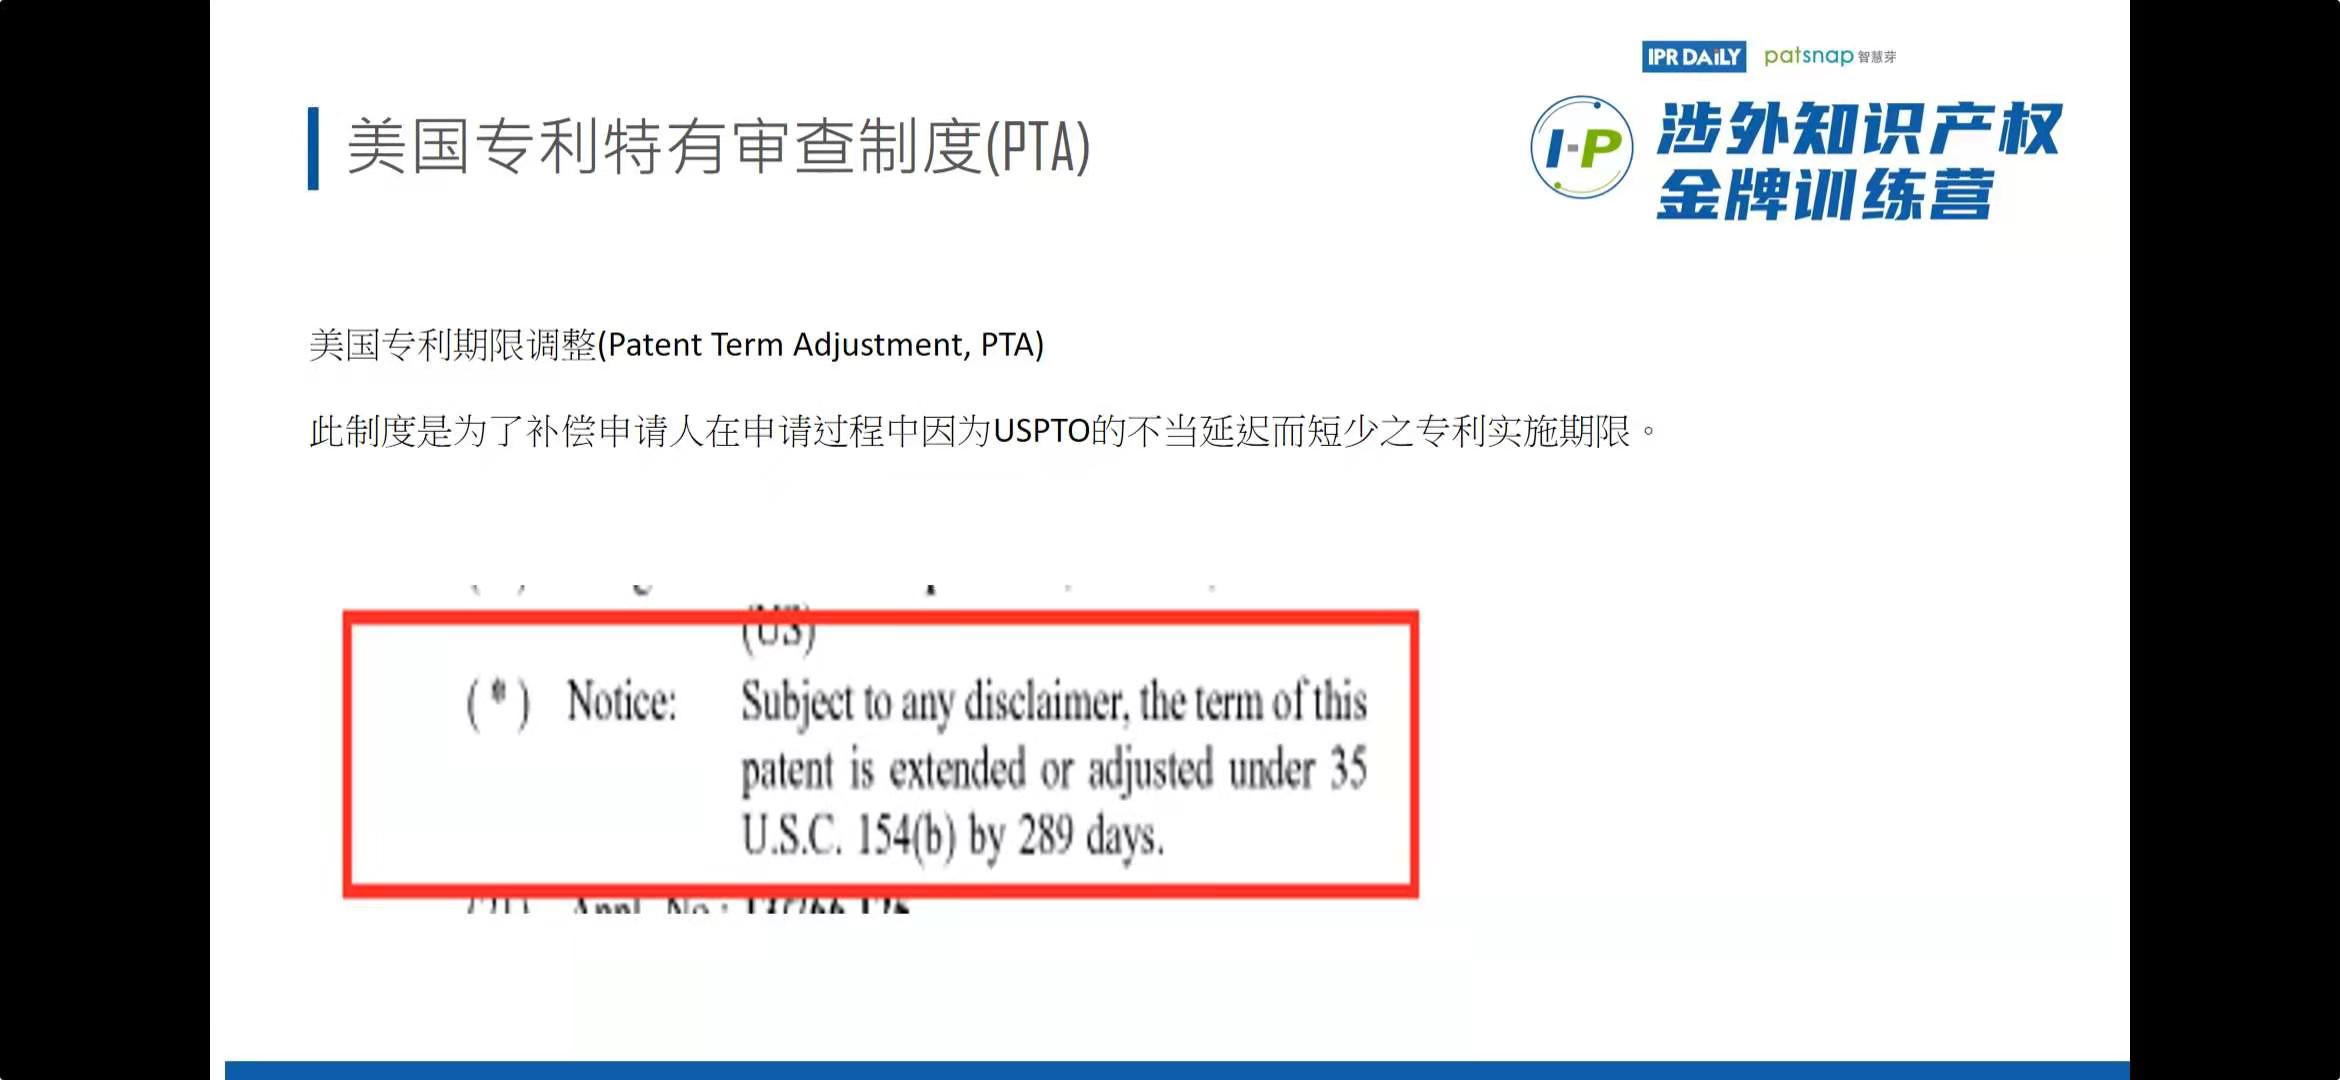 IPR DAiLY patsnap 智慧芽
I-P 涉外知识产权
金牌训练营
美国专利特有审查制度(PTA)
美国专利期限调整(Patent Term Adjustment, PTA)
此制度是为了补偿申请人在申请过程中因为USPTO的不当延迟而短少之专利实施期限。
(US)
(*) Notice: Subject to any disclaimer, the term of this
patent is extended or adjusted under 35
U.S.C. 154(b) by 289 days.
Appl. No.: